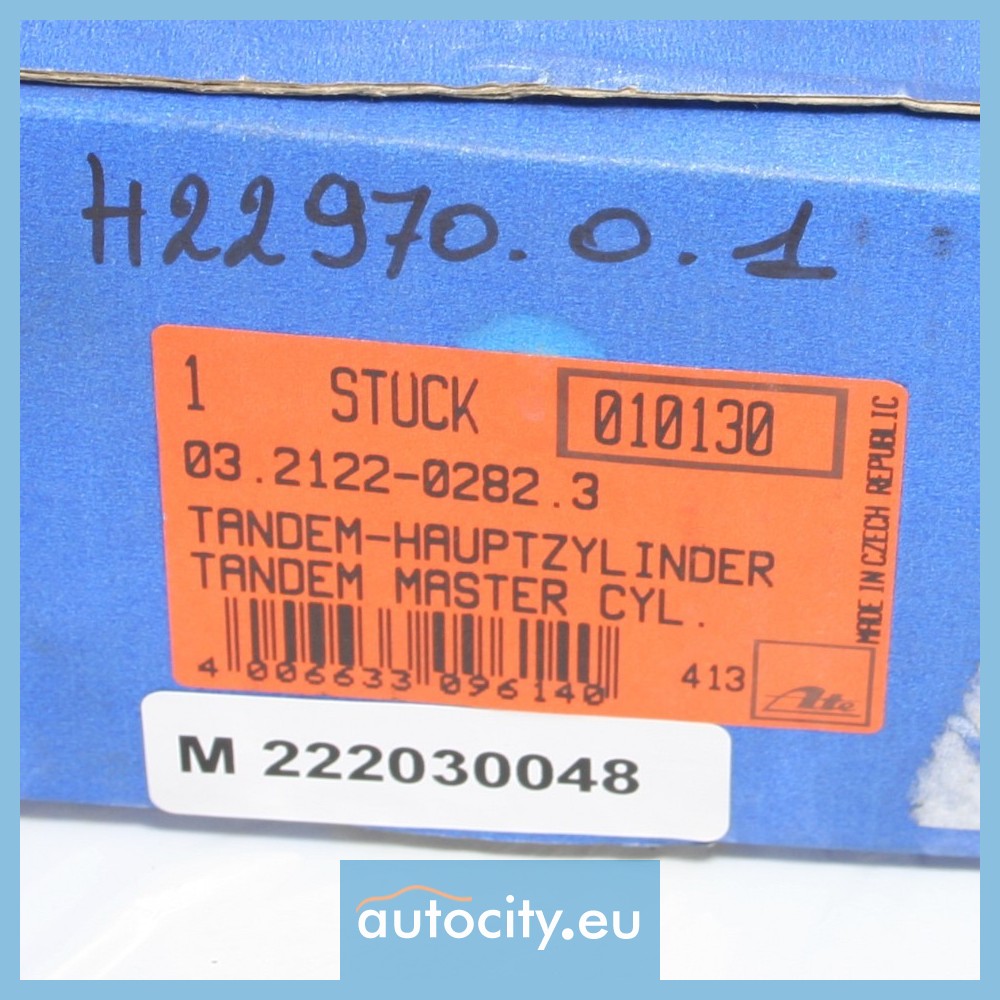 H22970.0.1
1 STUCK 010130
03.2122-0282.3
TANDEM-HAUPTZYLINDER
TANDEM MASTER CYL.
4 006633 096140
413
Ate
MADE IN CZECH REPUBLIC
M 222030048
autocity.eu